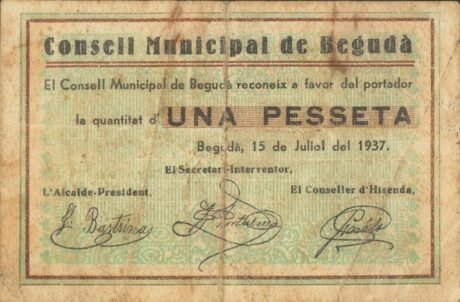 Consell Municipal de Begudà
El Consell Municipal de Begudà reconeix a favor del portador
la quantitat d' UNA PESSETA
Begudà, 15 de Juliol del 1937.
El Secretari-Interventor,
L'Alcalde-President,
El Conseller d'Hisenda,